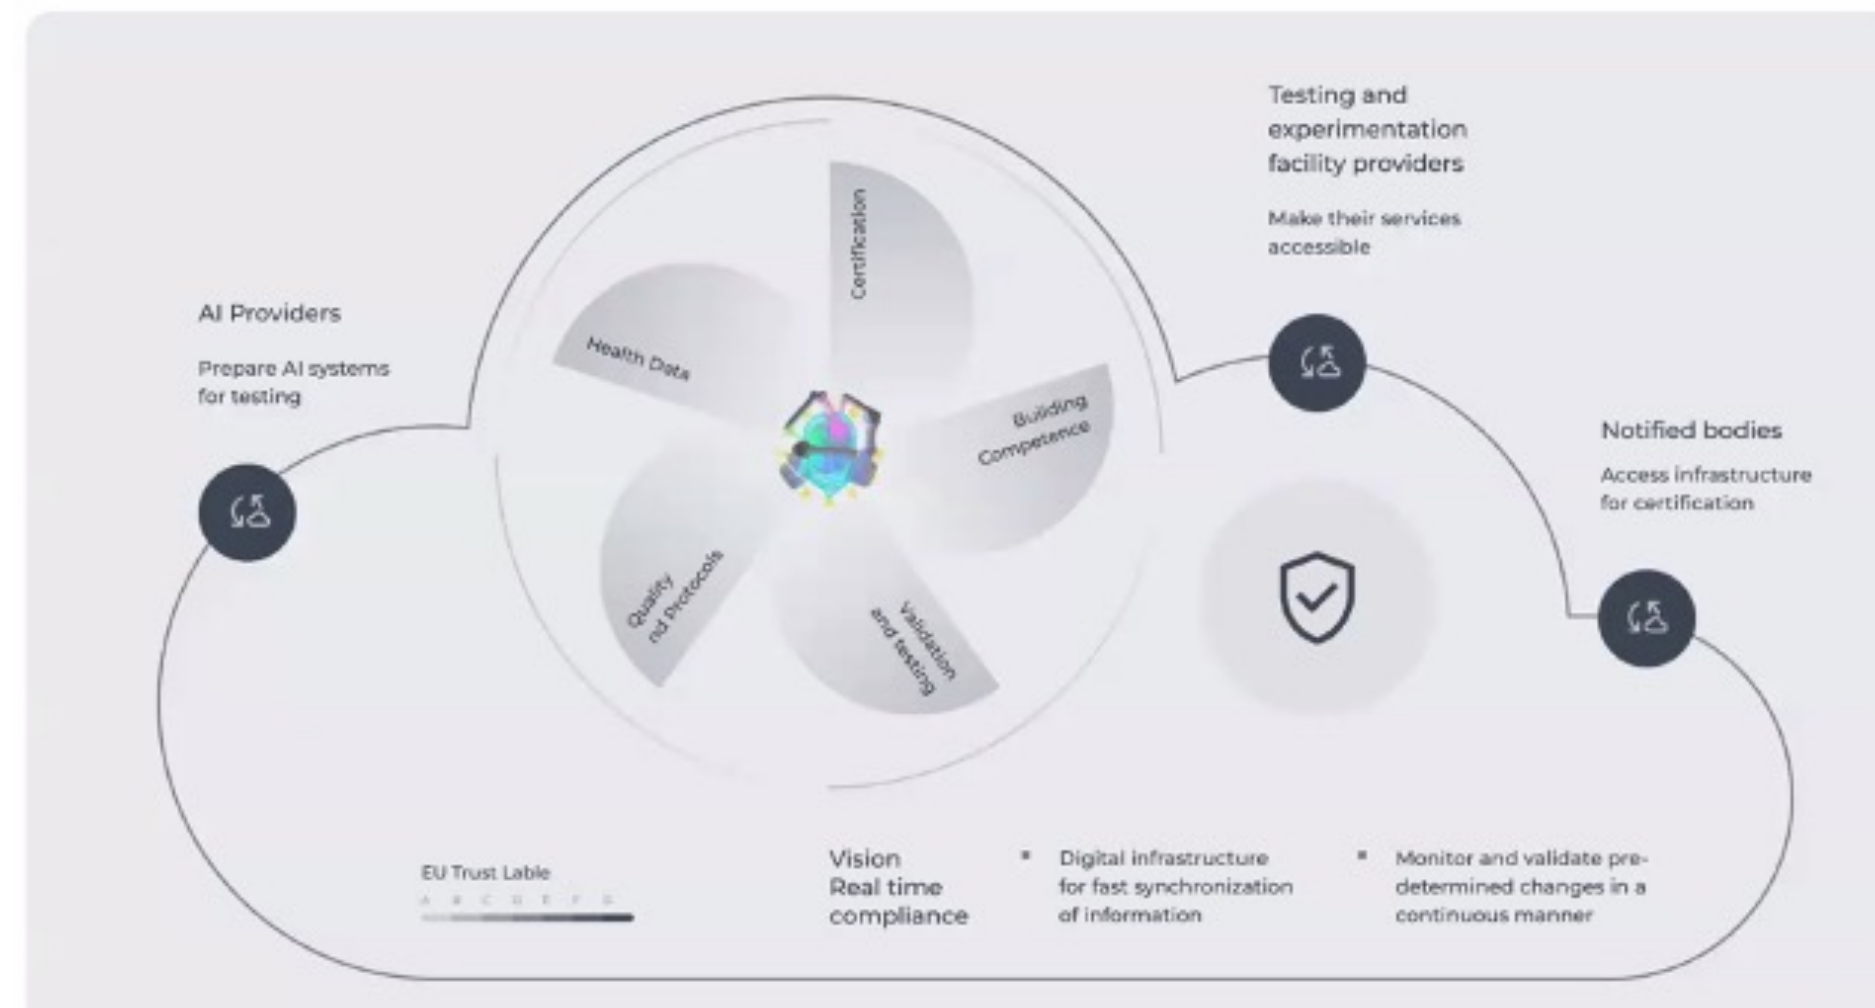 Testing and
experimentation
facility providers
Make their services
accessible
AI Providers
Prepare AI systems
for testing
Notified bodies
Access infrastructure
for certification
Certification
Health Data
Building
Competence
Quality
nd Protocols
Validation
and testing
EU Trust Lable
A B C D E F G
Vision
Real time
compliance
Digital infrastructure
for fast synchronization
of information
Monitor and validate pre-
determined changes in a
continuous manner